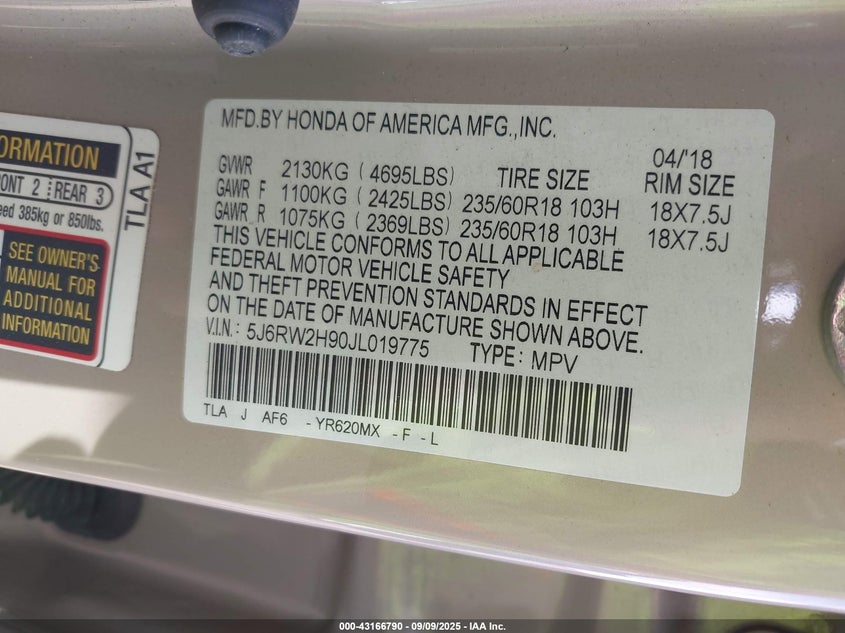 MFD.BY HONDA OF AMERICA MFG.,INC.
04/'18
GVWR 2130KG (4695LBS) TIRE SIZE RIM SIZE
GAWR F 1100KG (2425LBS) 235/60R18 103H 18X7.5J
GAWR R 1075KG (2369LBS) 235/60R18 103H 18X7.5J
THIS VEHICLE CONFORMS TO ALL APPLICABLE
FEDERAL MOTOR VEHICLE SAFETY
AND THEFT PREVENTION STANDARDS IN EFFECT
ON THE DATE OF MANUFACTURE SHOWN ABOVE.
V.I.N.: 5J6RW2H90JL019775 TYPE: MPV
TLA J AF6 -YR620MX -F -L
ORMATION
ONT 2 REAR 3
eed 385kg or 850lbs.
SEE OWNER'S
MANUAL FOR
ADDITIONAL
INFORMATION
TLA A1
000-43166790 - 09/09/2025 - IAA Inc.